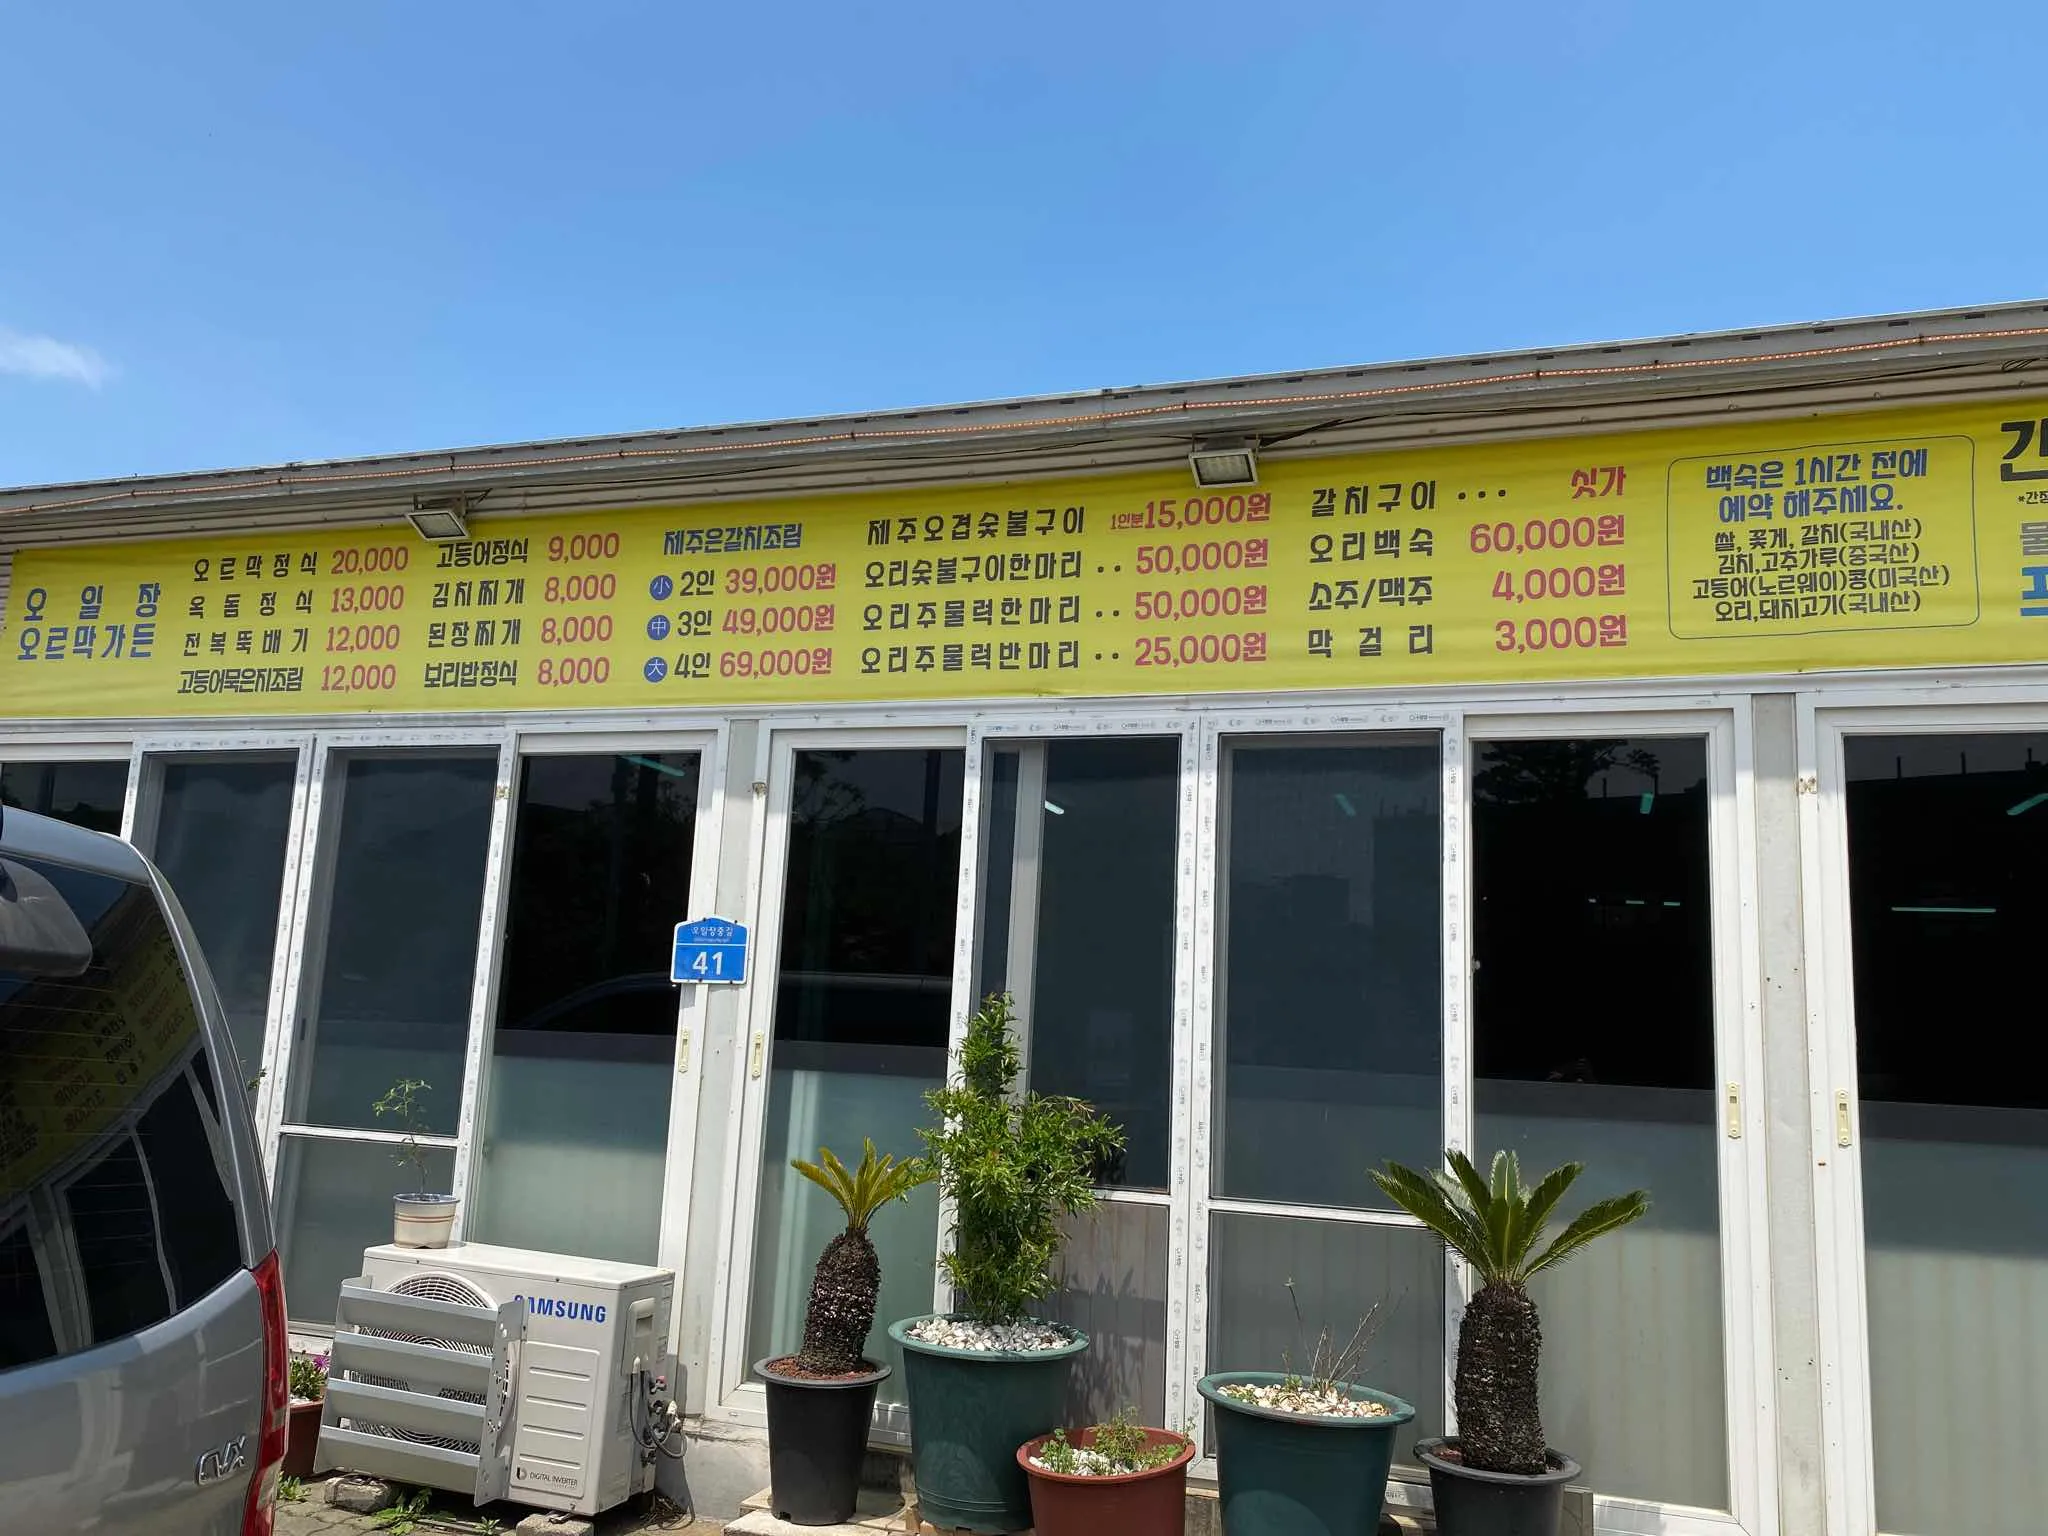 오일장
오르막가든
오르막정식 20,000
옥돔정식 13,000
전복뚝배기 12,000
고등어묵은지조림 12,000
고등어정식 9,000
김치찌개 8,000
된장찌개 8,000
보리밥정식 8,000
제주은갈치조림
小 2인 39,000원
中 3인 49,000원
大 4인 69,000원
제주오겹숯불구이 1인분 15,000원
오리숯불구이한마리 ·· 50,000원
오리주물럭한마리 ·· 50,000원
오리주물럭반마리 ·· 25,000원
갈치구이 ··· 싯가
오리백숙 60,000원
소주/맥주 4,000원
막걸리 3,000원
백숙은 1시간 전에
예약 해주세요.
쌀, 꽃게, 갈치(국내산)
김치,고추가루(중국산)
고등어(노르웨이)콩(미국산)
오리,돼지고기(국내산)
오일장중길
41
SAMSUNG
DIGITAL INVERTER
CVX